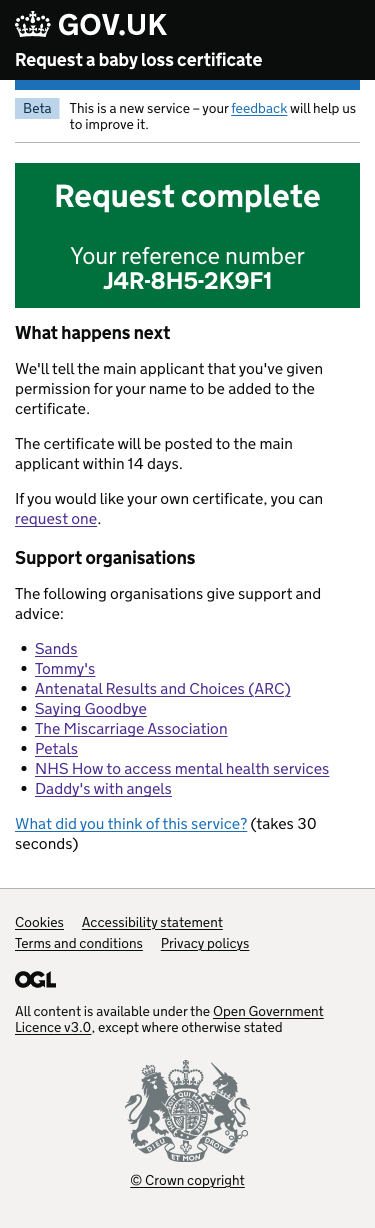 GOV.UK
Request a baby loss certificate
Beta
This is a new service – your feedback will help us
to improve it.
Request complete
Your reference number
J4R-8H5-2K9F1
What happens next
We'll tell the main applicant that you've given
permission for your name to be added to the
certificate.
The certificate will be posted to the main
applicant within 14 days.
If you would like your own certificate, you can
request one.
Support organisations
The following organisations give support and
advice:
• Sands
• Tommy's
• Antenatal Results and Choices (ARC)
• Saying Goodbye
• The Miscarriage Association
• Petals
• NHS How to access mental health services
• Daddy's with angels
What did you think of this service? (takes 30
seconds)
Cookies Accessibility statement
Terms and conditions Privacy policys
OGL
All content is available under the Open Government
Licence v3.0, except where otherwise stated
DIEU ET MON DROIT
© Crown copyright